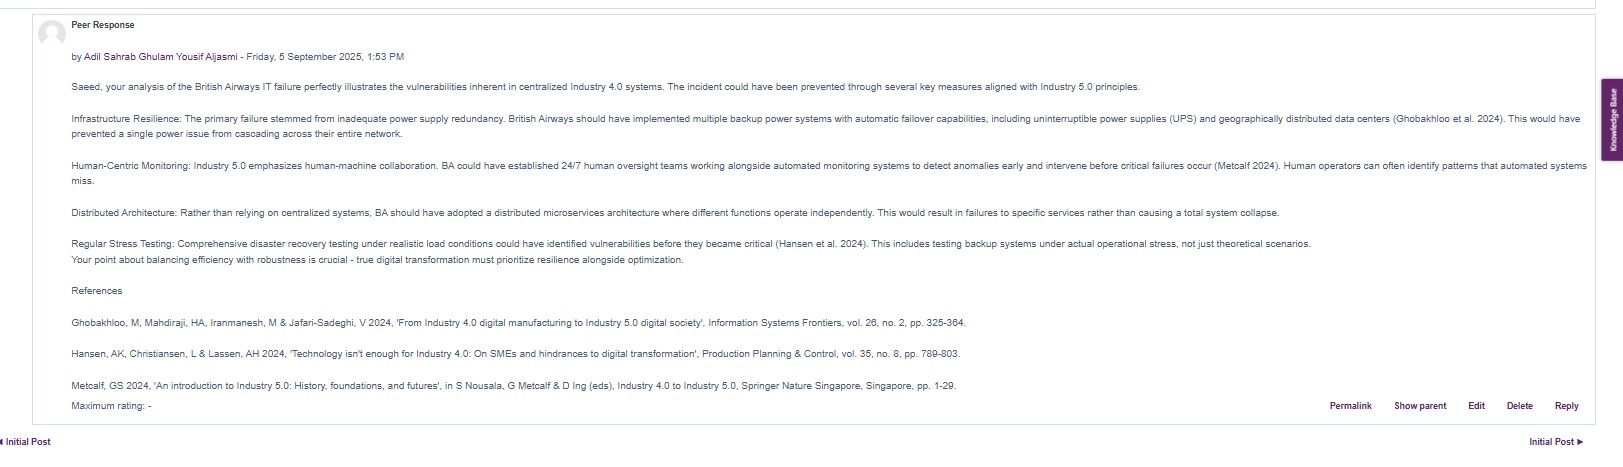 Peer Response
by Adil Sahrab Ghulam Yousif Aljasmi - Friday, 5 September 2025, 1:53 PM
Saeed, your analysis of the British Airways IT failure perfectly illustrates the vulnerabilities inherent in centralized Industry 4.0 systems. The incident could have been prevented through several key measures aligned with Industry 5.0 principles.
Infrastructure Resilience: The primary failure stemmed from inadequate power supply redundancy. British Airways should have implemented multiple backup power systems with automatic failover capabilities, including uninterruptible power supplies (UPS) and geographically distributed data centers (Ghobakhloo et al. 2024). This would have
prevented a single power issue from cascading across their entire network.
Human-Centric Monitoring: Industry 5.0 emphasizes human-machine collaboration. BA could have established 24/7 human oversight teams working alongside automated monitoring systems to detect anomalies early and intervene before critical failures occur (Metcalf 2024). Human operators can often identify patterns that automated systems
miss.
Distributed Architecture: Rather than relying on centralized systems, BA should have adopted a distributed microservices architecture where different functions operate independently. This would result in failures to specific services rather than causing a total system collapse.
Regular Stress Testing: Comprehensive disaster recovery testing under realistic load conditions could have identified vulnerabilities before they became critical (Hansen et al. 2024). This includes testing backup systems under actual operational stress, not just theoretical scenarios.
Your point about balancing efficiency with robustness is crucial - true digital transformation must prioritize resilience alongside optimization.
References
Ghobakhloo, M, Mahdiraji, HA, Iranmanesh, M & Jafari-Sadeghi, V 2024, 'From Industry 4.0 digital manufacturing to Industry 5.0 digital society', Information Systems Frontiers, vol. 26, no. 2, pp. 325-364.
Hansen, AK, Christiansen, L & Lassen, AH 2024, 'Technology isn't enough for Industry 4.0: On SMEs and hindrances to digital transformation', Production Planning & Control, vol. 35, no. 8, pp. 789-803.
Metcalf, GS 2024, 'An introduction to Industry 5.0: History, foundations, and futures', in S Nousala, G Metcalf & D Ing (eds), Industry 4.0 to Industry 5.0, Springer Nature Singapore, Singapore, pp. 1-29.
Maximum rating: -
Permalink Show parent Edit Delete Reply
◄ Initial Post
Initial Post ►
Knowledge Base